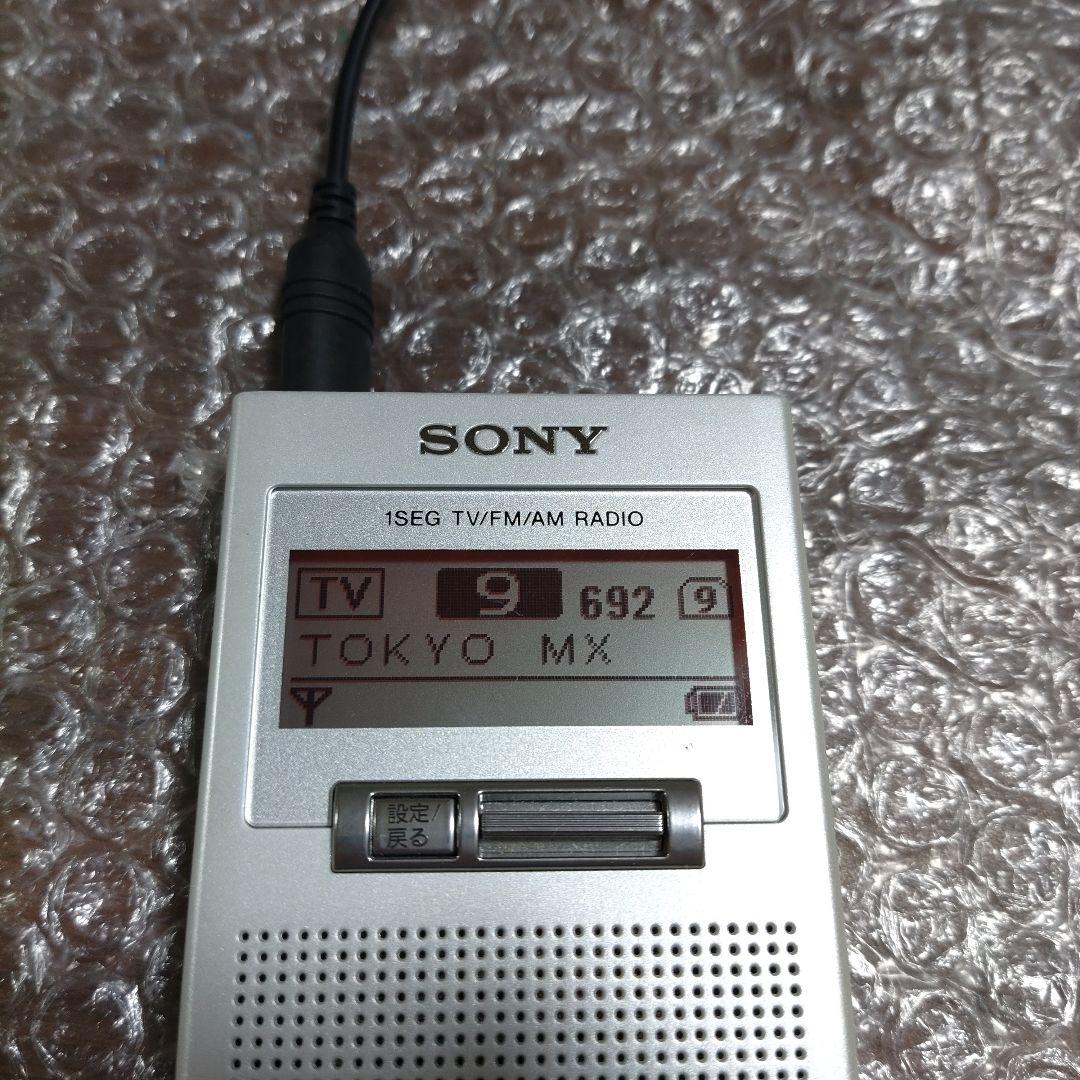 SONY
1SEG TV/FM/AM RADIO
TV 9 692 9
TOKYO MX
設定/
戻る